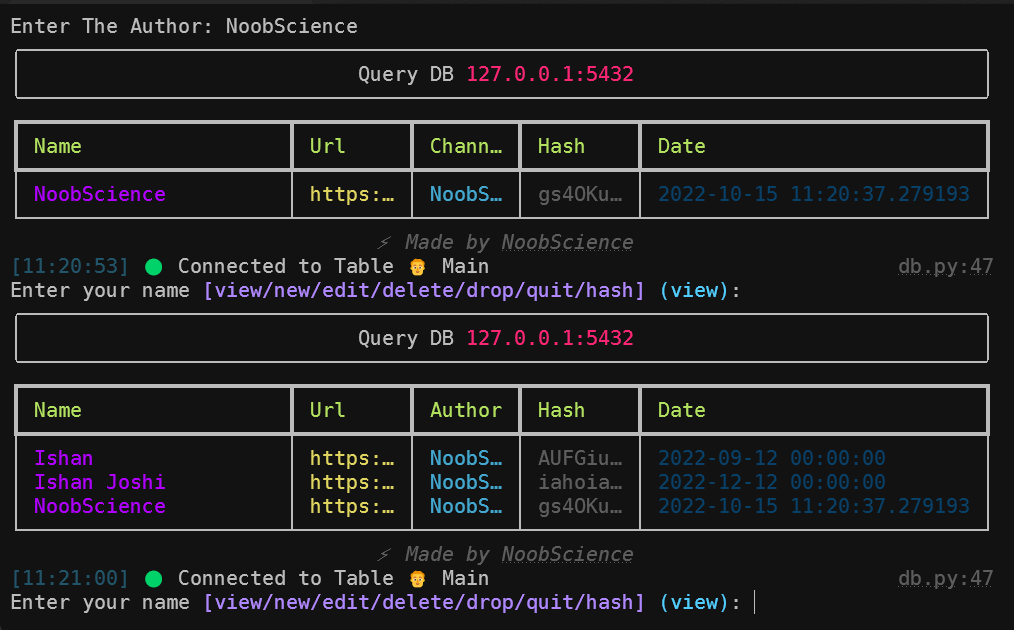 Enter The Author: NoobScience
Query DB 127.0.0.1:5432
Name Url Chann… Hash Date
NoobScience https:… NoobS… gs4OKu… 2022-10-15 11:20:37.279193
⚡ Made by NoobScience
[11:20:53] 🟢 Connected to Table 👨 Main db.py:47
Enter your name [view/new/edit/delete/drop/quit/hash] (view):
Query DB 127.0.0.1:5432
Name Url Author Hash Date
Ishan https:… NoobS… AUFGiu… 2022-09-12 00:00:00
Ishan Joshi https:… NoobS… iahoia… 2022-12-12 00:00:00
NoobScience https:… NoobS… gs4OKu… 2022-10-15 11:20:37.279193
⚡ Made by NoobScience
[11:21:00] 🟢 Connected to Table 👨 Main db.py:47
Enter your name [view/new/edit/delete/drop/quit/hash] (view):